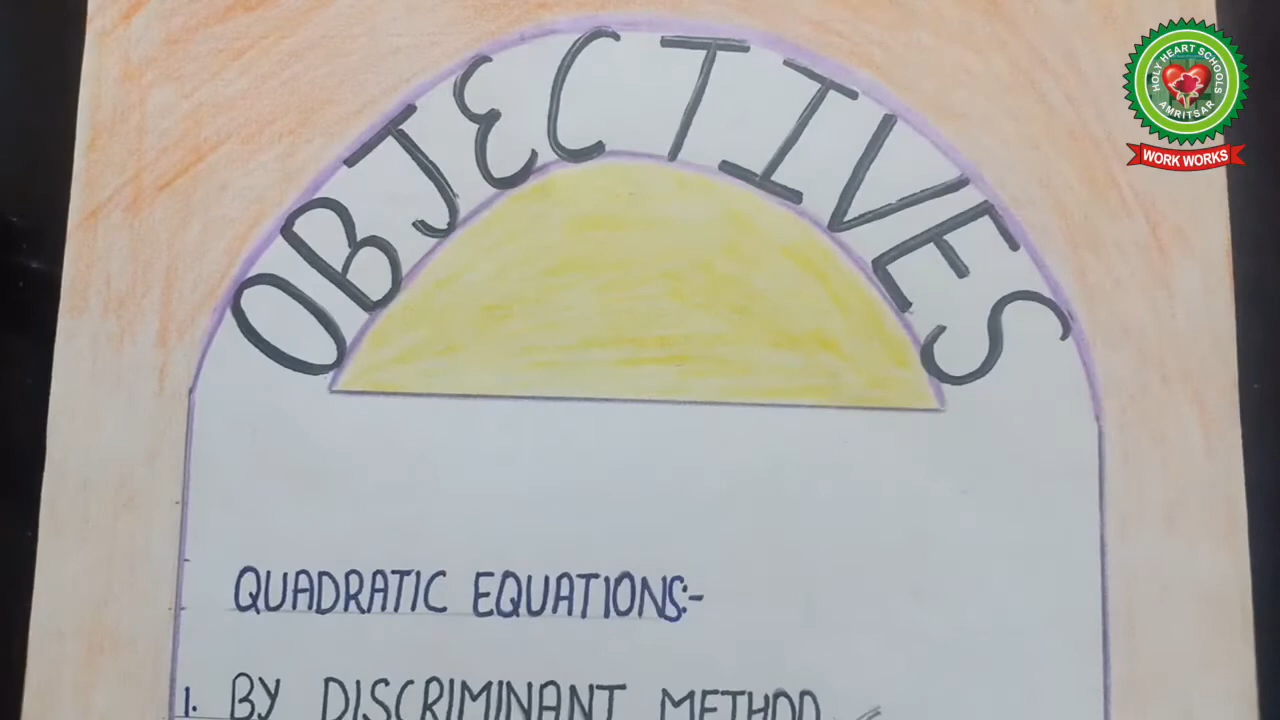 OBJECTIVES
HOLY HEART SCHOOLS
AMRITSAR
WORK WORKS
QUADRATIC EQUATIONS:-
1. BY DISCRIMINANT METHOD